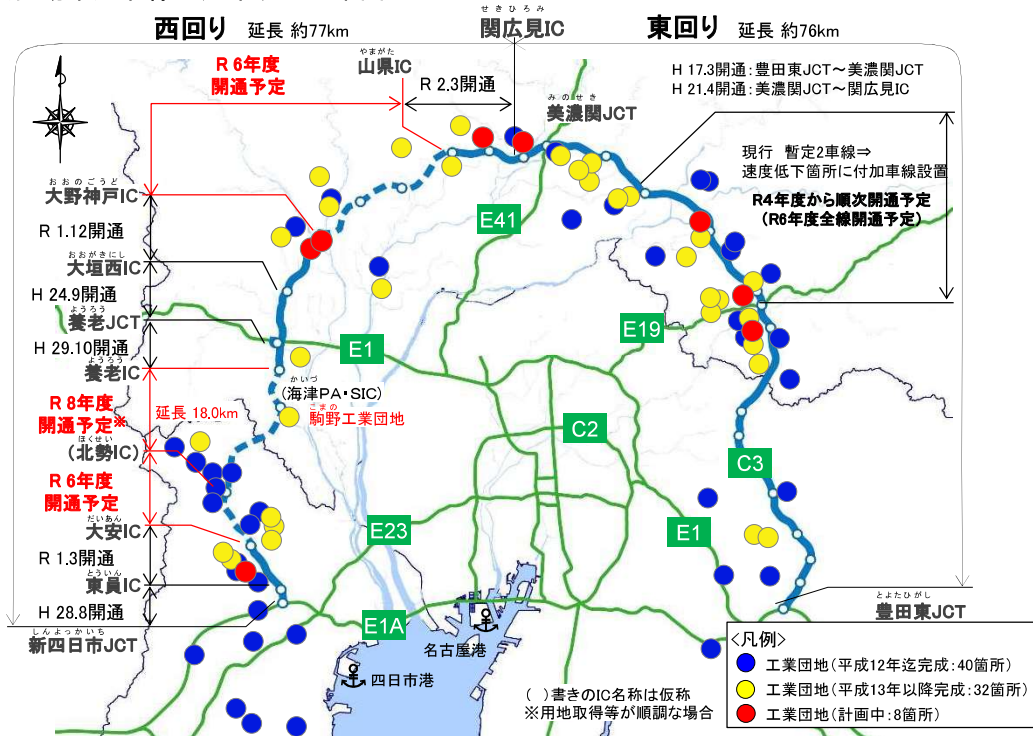 西回り 延長 約77km
せきひろみ
関広見IC
東回り 延長 約76km
R 6年度
開通予定
やまがた
山県IC
R 2.3開通
H 17.3開通:豊田東JCT～美濃関JCT
H 21.4開通:美濃関JCT～関広見IC
みのせき
美濃関JCT
現行 暫定2車線⇒
速度低下箇所に付加車線設置
R4年度から順次開通予定
(R6年度全線開通予定)
おおのごうど
大野神戸IC
R 1.12開通
おおがきにし
大垣西IC
H 24.9開通
ようろう
養老JCT
H 29.10開通
ようろう
養老IC
R 8年度
開通予定※
延長 18.0km
ほくせい
(北勢IC)
R 6年度
開通予定
だいあん
大安IC
R 1.3開通
とういん
東員IC
H 28.8開通
しんよっかいち
新四日市JCT
E41
E19
E1
かいづ
(海津PA・SIC)
こまの
駒野工業団地
C2
C3
E23
E1
E1A
名古屋港
四日市港
とよたひがし
豊田東JCT
( )書きのIC名称は仮称
※用地取得等が順調な場合
<凡例>
工業団地(平成12年迄完成:40箇所)
工業団地(平成13年以降完成:32箇所)
工業団地(計画中:8箇所)